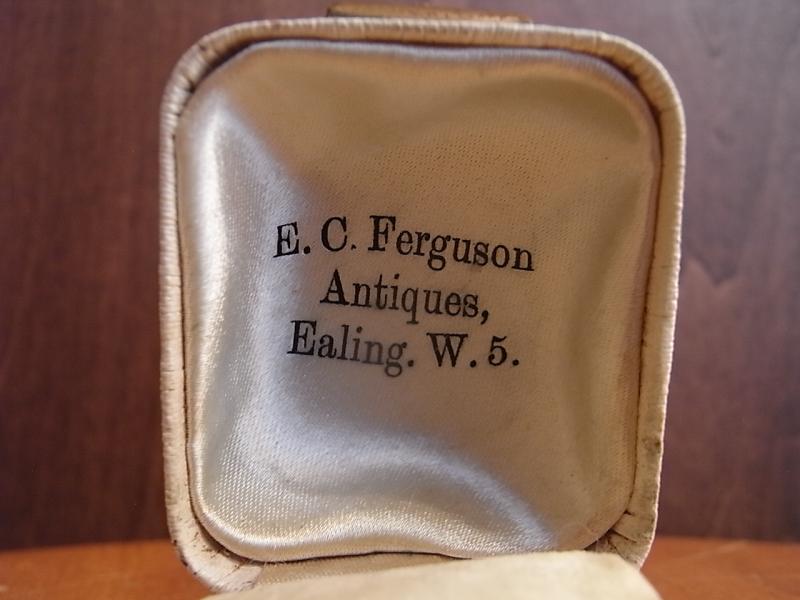 E. C. Ferguson
Antiques,
Ealing. W. 5.